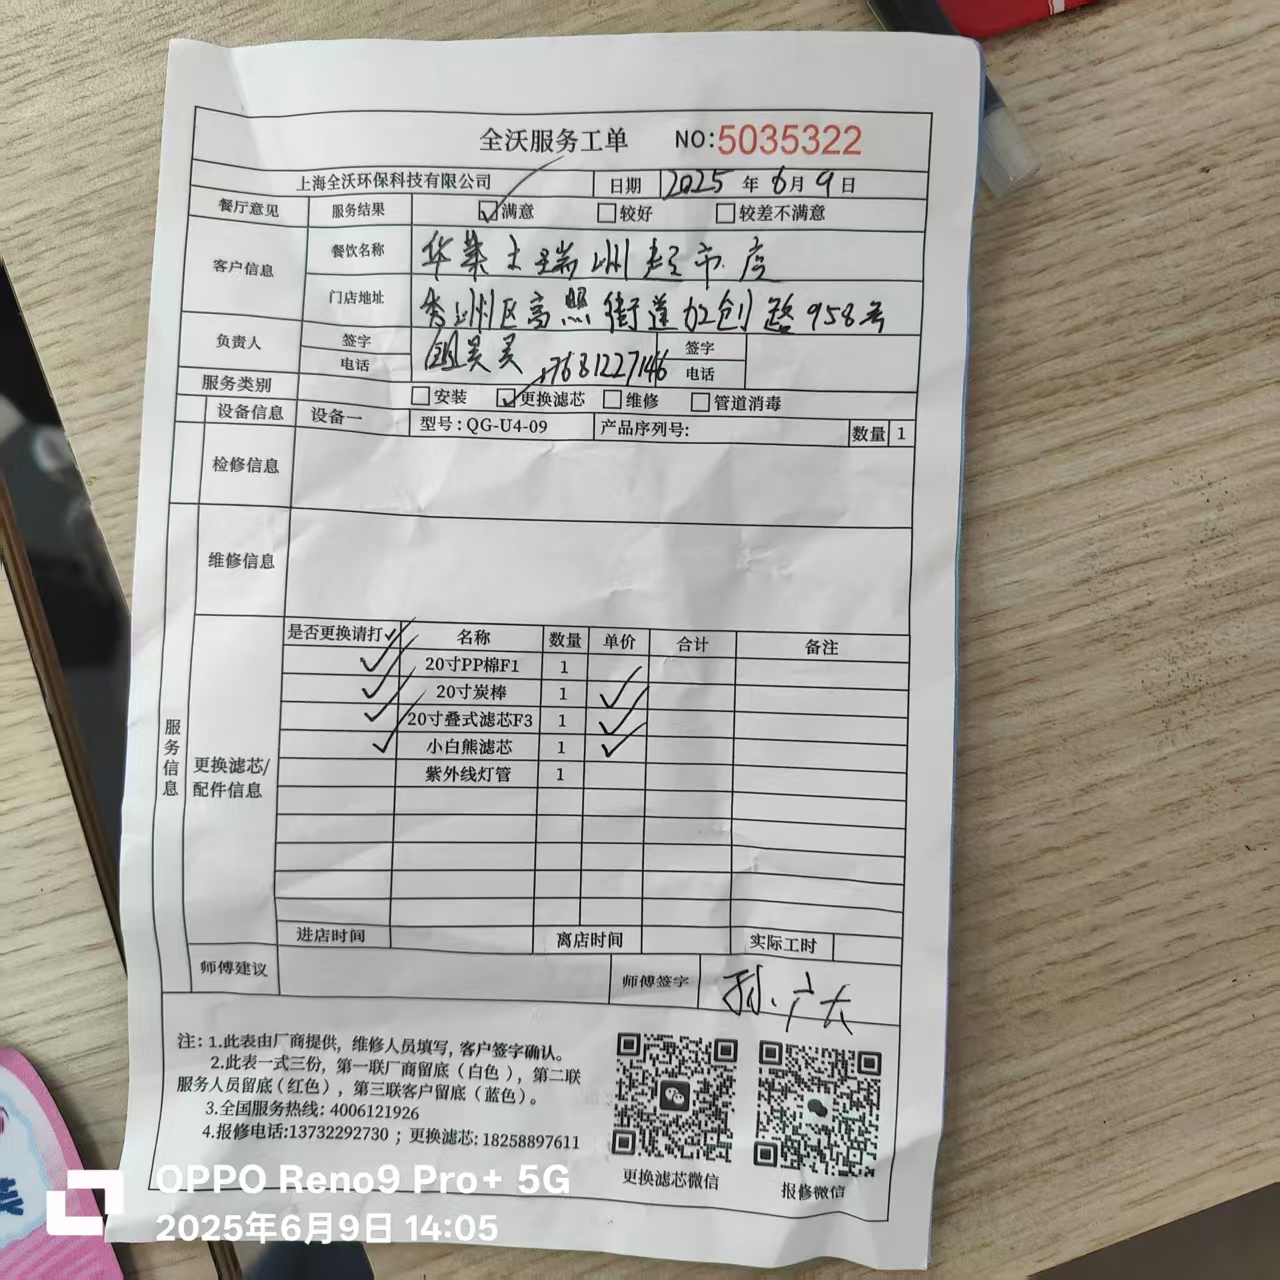 全沃服务工单 NO:5035322
上海全沃环保科技有限公司 日期 2025 年 6月 9日
餐厅意见 服务结果 ☑满意 □较好 □较差不满意
客户信息 餐饮名称 华莱士瑞州超市店
门店地址 秀洲区高照街道加创路958号
负责人 签字 签字
电话 17681227146 电话
服务类别 □安装 ☑更换滤芯 □维修 □管道消毒
设备信息 设备一 型号:QG-U4-09 产品序列号: 数量 1
检修信息
维修信息
服务信息
更换滤芯/
配件信息
是否更换请打✓ 名称 数量 单价 合计 备注
✓ 20寸PP棉F1 1
✓ 20寸炭棒 1 ✓
✓ 20寸叠式滤芯F3 1 ✓
✓ 小白熊滤芯 1 ✓
紫外线灯管 1
进店时间 离店时间 实际工时
师傅建议 师傅签字 孙广大
注: 1.此表由厂商提供, 维修人员填写, 客户签字确认。
2.此表一式三份, 第一联厂商留底(白色), 第二联
服务人员留底(红色), 第三联客户留底(蓝色)。
3.全国服务热线: 4006121926
4.报修电话:13732292730 ; 更换滤芯: 18258897611
更换滤芯微信 报修微信
OPPO Reno9 Pro+ 5G
2025年6月9日 14:05